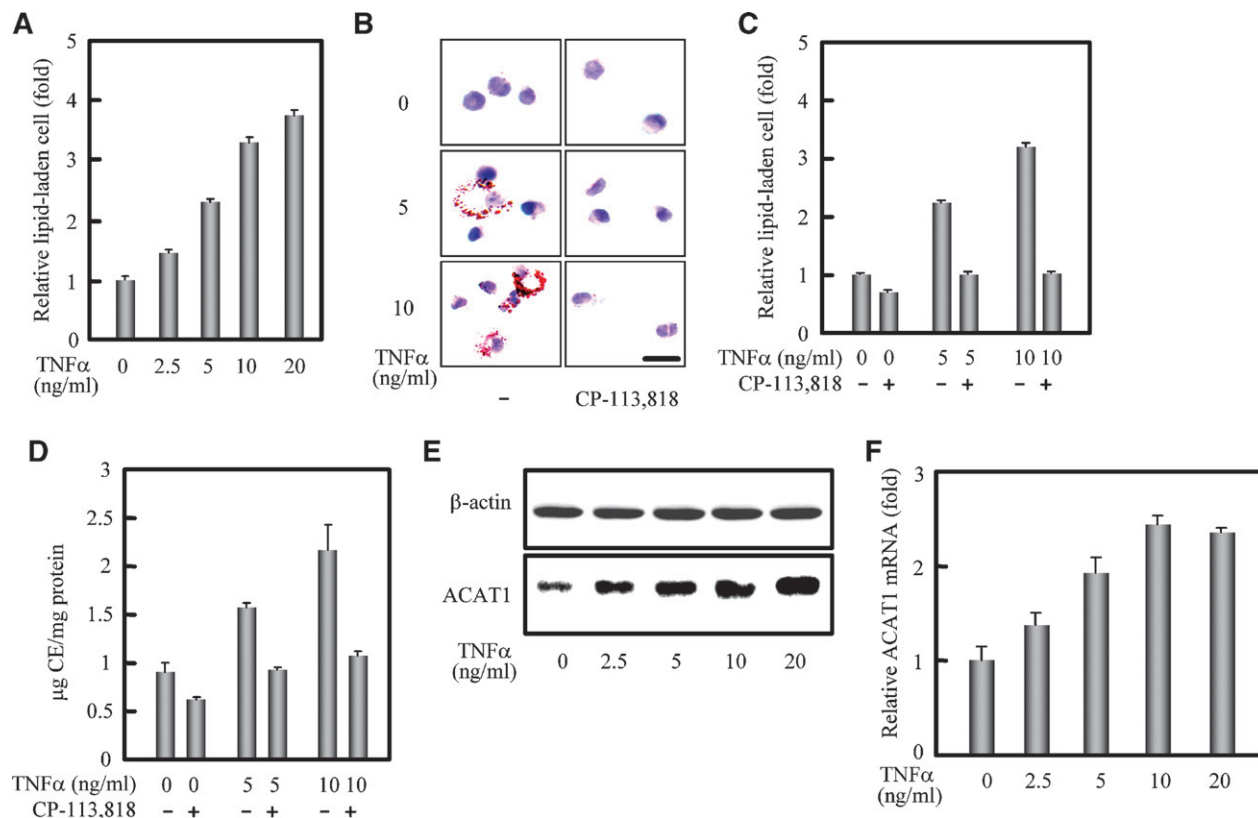 A
Relative lipid-laden cell (fold)
5
4
3
2
1
0
TNFα (ng/ml)
0 2.5 5 10 20
B
0
5
10
TNFα (ng/ml)
– CP-113,818
C
Relative lipid-laden cell (fold)
5
4
3
2
1
0
TNFα (ng/ml) 0 0 5 5 10 10
CP-113,818 – + – + – +
D
µg CE/mg protein
3
2.5
2
1.5
1
0.5
0
TNFα (ng/ml) 0 0 5 5 10 10
CP-113,818 – + – + – +
E
β-actin
ACAT1
TNFα (ng/ml)
0 2.5 5 10 20
F
Relative ACAT1 mRNA (fold)
3
2
1
0
TNFα (ng/ml)
0 2.5 5 10 20